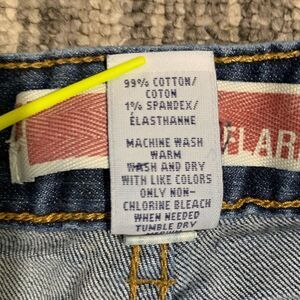 99% COTTON/
COTON
1% SPANDEX/
ÉLASTHANNE
MACHINE WASH
WARM
WASH AND DRY
WITH LIKE COLORS
ONLY NON-
CHLORINE BLEACH
WHEN NEEDED
TUMBLE DRY
FLAR